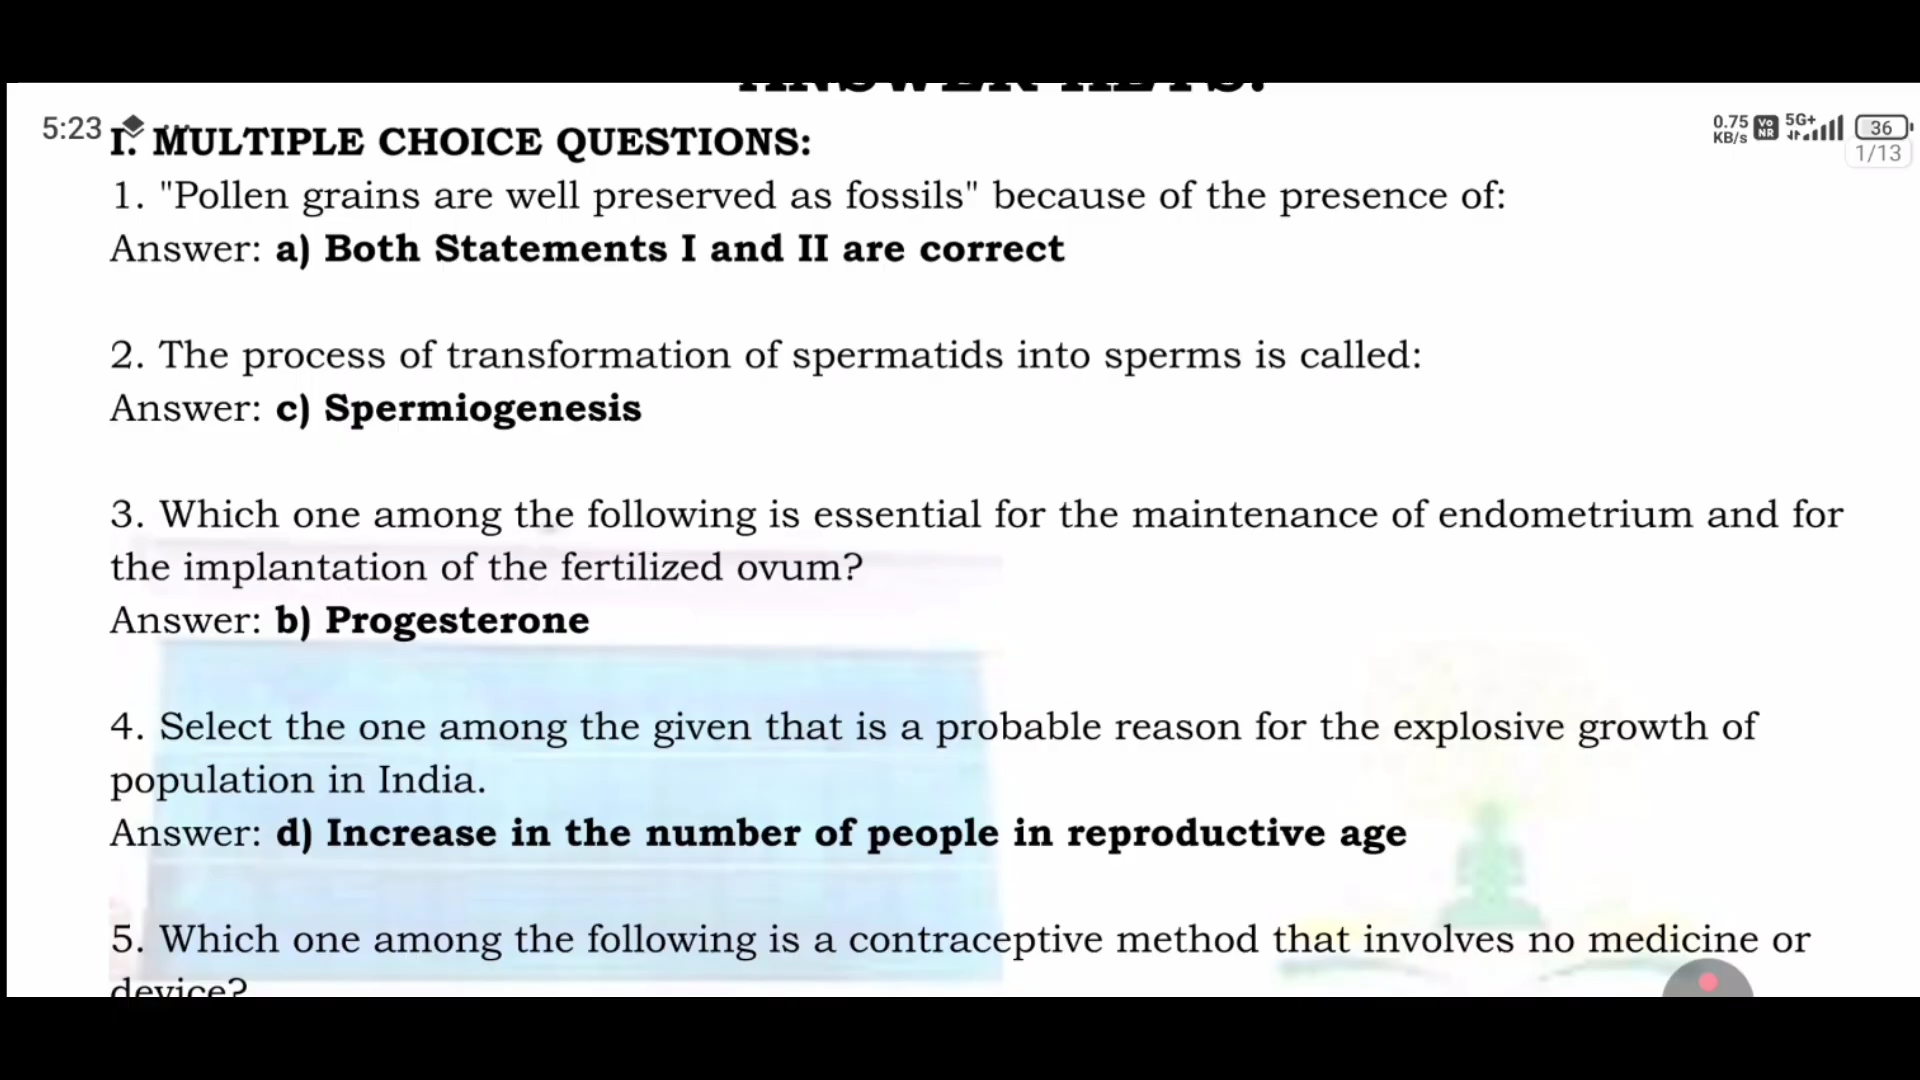 ANSWER KEYS:
5:23
0.75 KB/s Vo NR 5G+ 36
1/13
I. MULTIPLE CHOICE QUESTIONS:
1. "Pollen grains are well preserved as fossils" because of the presence of:
Answer: a) Both Statements I and II are correct
2. The process of transformation of spermatids into sperms is called:
Answer: c) Spermiogenesis
3. Which one among the following is essential for the maintenance of endometrium and for
the implantation of the fertilized ovum?
Answer: b) Progesterone
4. Select the one among the given that is a probable reason for the explosive growth of
population in India.
Answer: d) Increase in the number of people in reproductive age
5. Which one among the following is a contraceptive method that involves no medicine or
device?